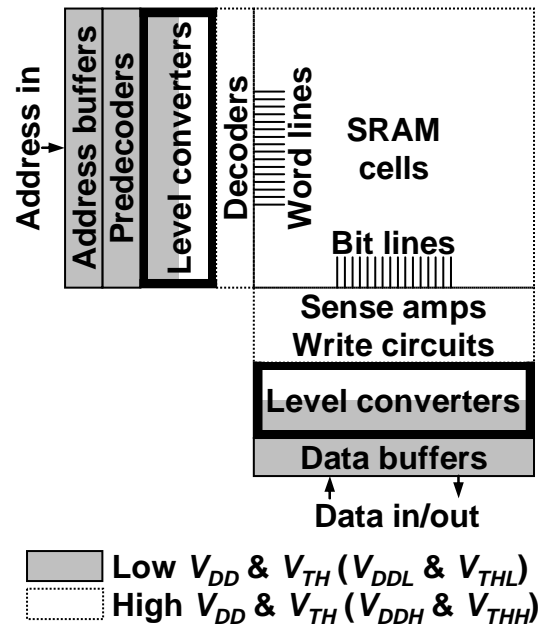 Address in
Address buffers
Predecoders
Level converters
Decoders
Word lines
SRAM
cells
Bit lines
Sense amps
Write circuits
Level converters
Data buffers
Data in/out
Low VDD & VTH (VDDL & VTHL)
High VDD & VTH (VDDH & VTHH)